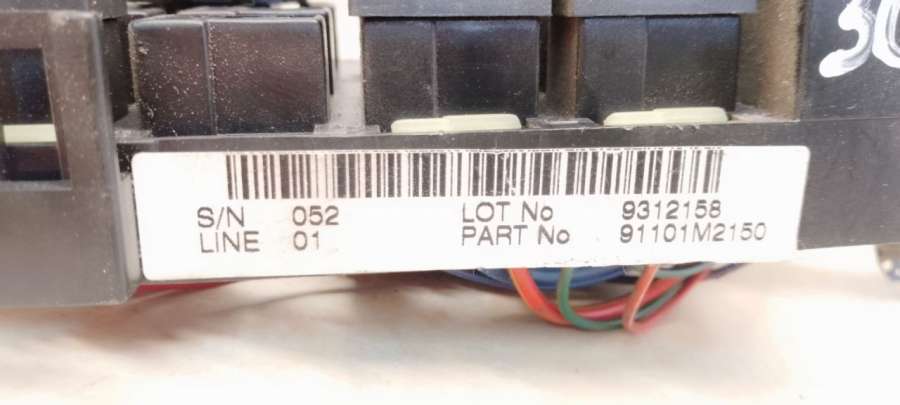 S/N 052 LOT No 9312158
LINE 01 PART No 91101M2150